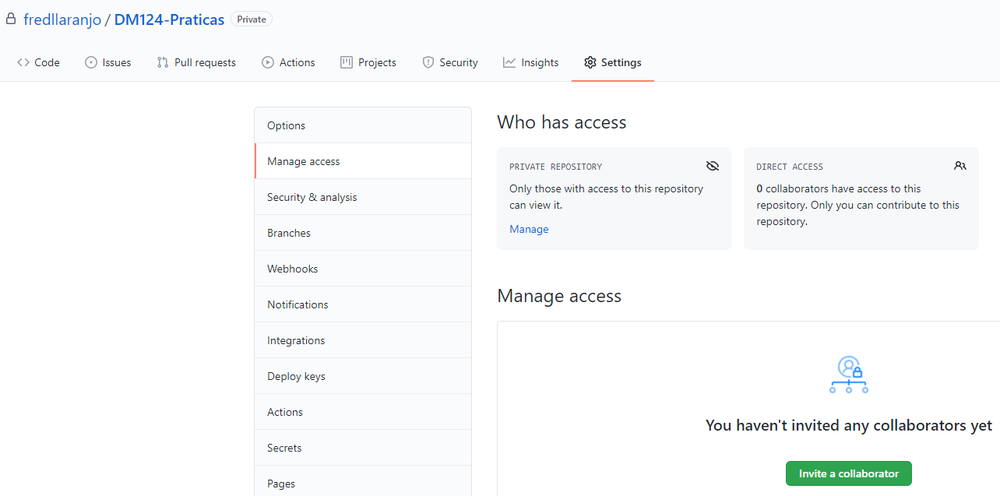 fredllaranjo / DM124-Praticas Private
Code Issues Pull requests Actions Projects Security Insights Settings
Options
Manage access
Security & analysis
Branches
Webhooks
Notifications
Integrations
Deploy keys
Actions
Secrets
Pages
Who has access
PRIVATE REPOSITORY
Only those with access to this repository
can view it.
Manage
DIRECT ACCESS
0 collaborators have access to this
repository. Only you can contribute to this
repository.
Manage access
You haven't invited any collaborators yet
Invite a collaborator